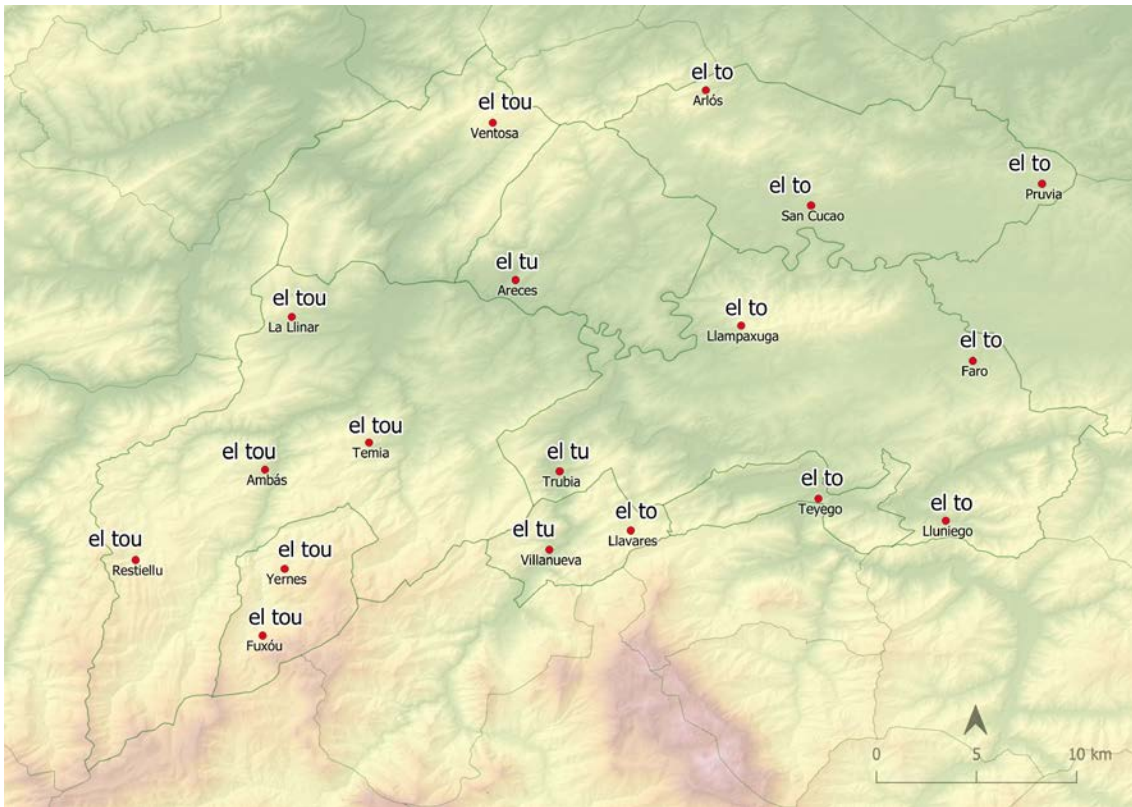 el to
Arlós
el tou
Ventosa
el to
Pruvia
el to
San Cucao
el tu
Areces
el tou
La Llinar
el to
Llampaxuga
el to
Faro
el tou
Temia
el tou
Ambás
el tu
Trubia
el to
Teyego
el to
Lluniego
el to
Llavares
el tu
Villanueva
el tou
Restiellu
el tou
Yernes
el tou
Fuxóu
0 5 10 km